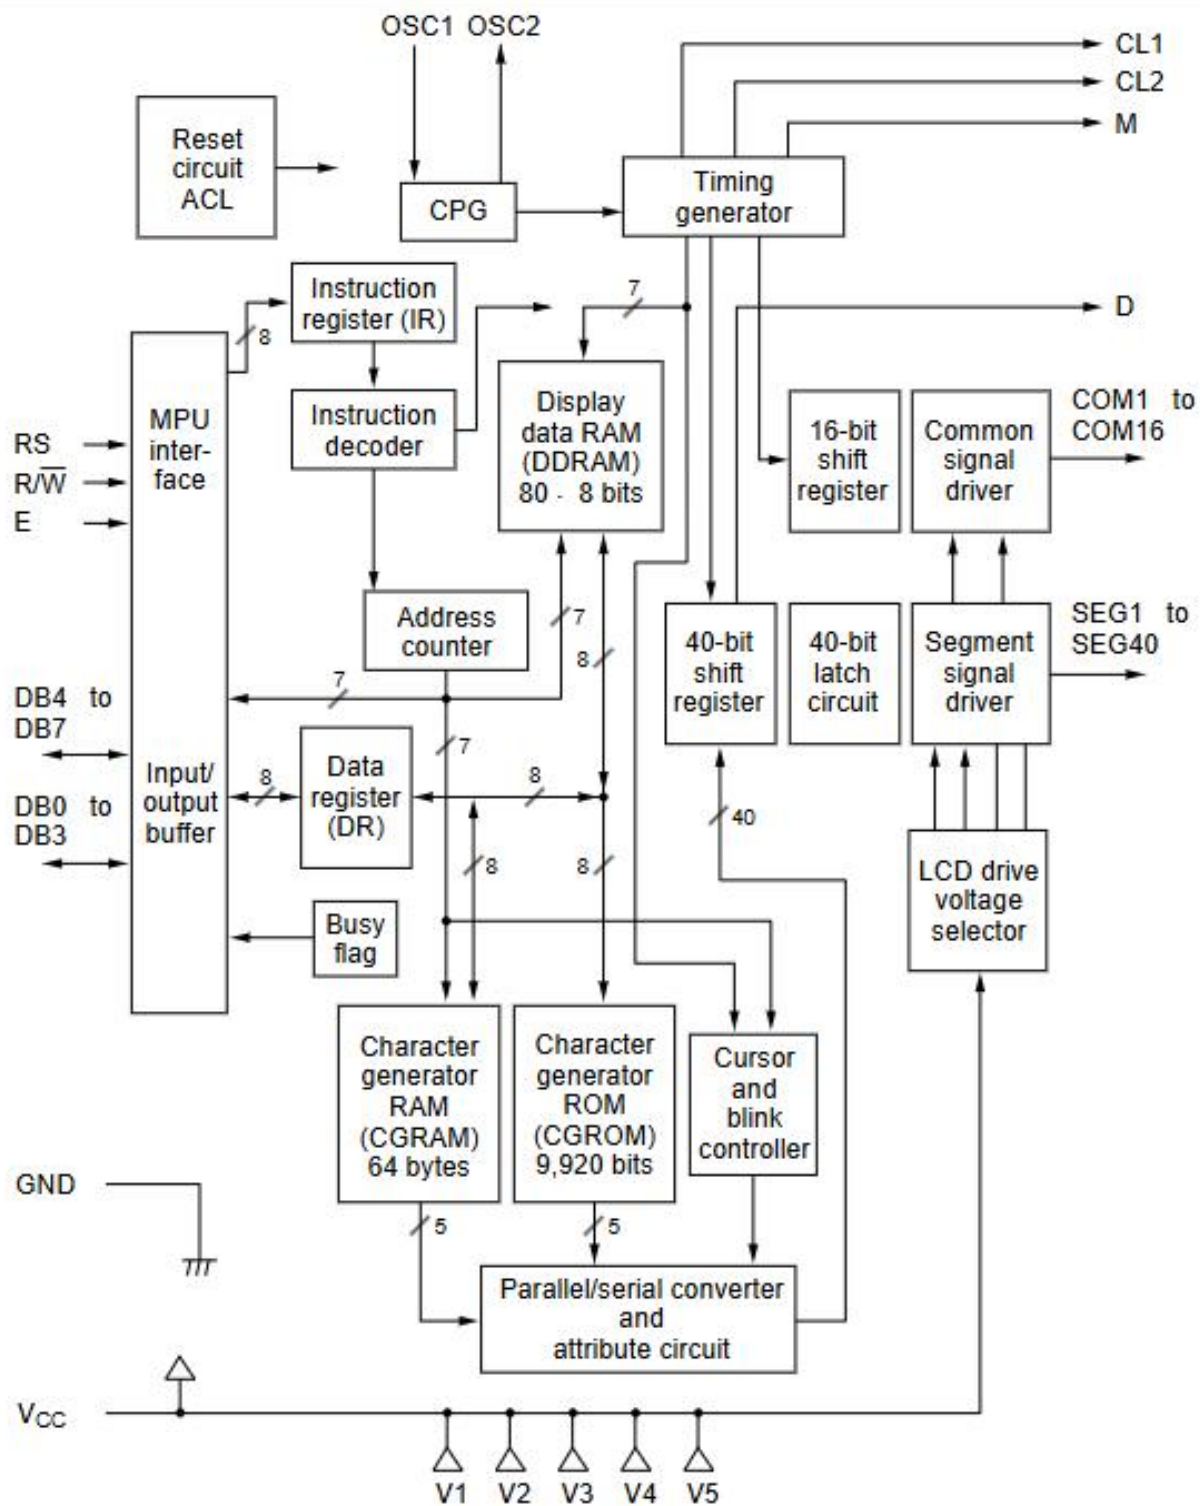 OSC1 OSC2
CL1
CL2
M
Reset
circuit
ACL
CPG
Timing
generator
Instruction
register (IR)
8
7
D
MPU
inter-
face
Instruction
decoder
Display
data RAM
(DDRAM)
80 - 8 bits
16-bit
shift
register
Common
signal
driver
COM1 to
COM16
RS
R/W̅
E
Address
counter
7
8
40-bit
shift
register
40-bit
latch
circuit
Segment
signal
driver
SEG1 to
SEG40
DB4 to
DB7
7
7
Input/
output
buffer
8
Data
register
(DR)
8
DB0 to
DB3
8
8
40
LCD drive
voltage
selector
Busy
flag
Character
generator
RAM
(CGRAM)
64 bytes
Character
generator
ROM
(CGROM)
9,920 bits
Cursor
and
blink
controller
GND
5
5
Parallel/serial converter
and
attribute circuit
VCC
V1 V2 V3 V4 V5